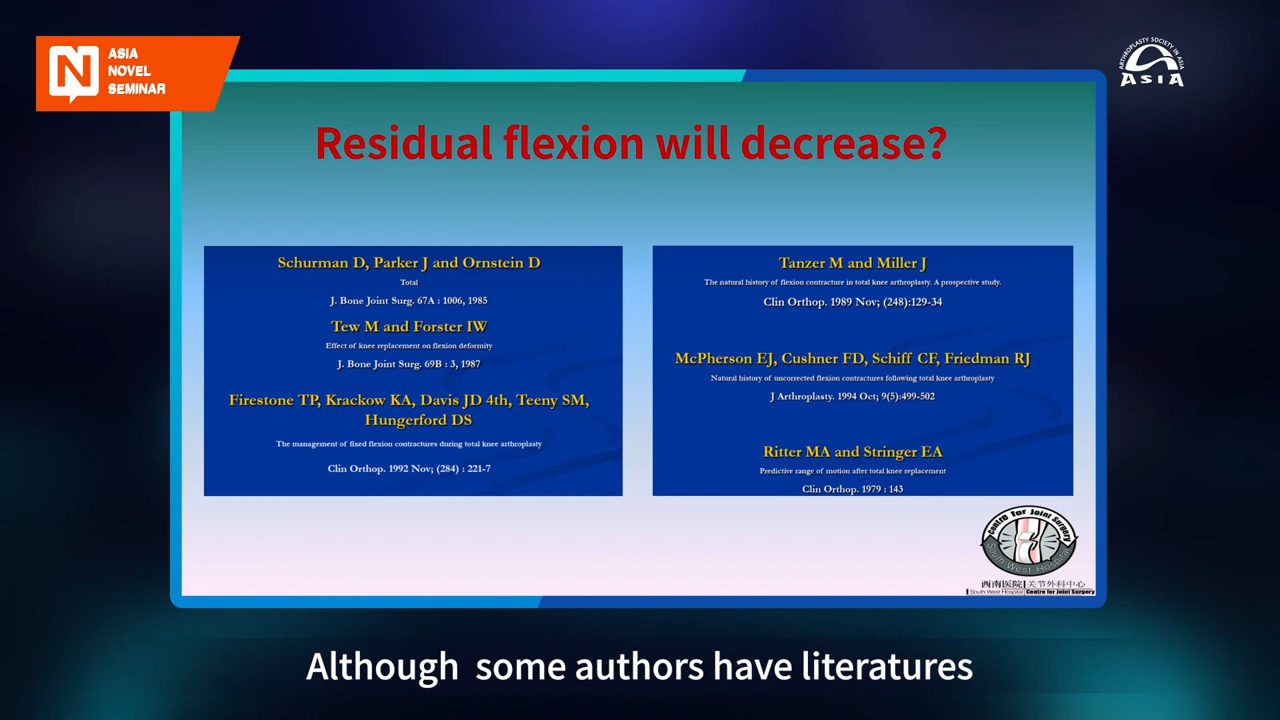 ASIA
NOVEL
SEMINAR
ARTHROPLASTY SOCIETY IN ASIA
ASIA
Residual flexion will decrease?
Schurman D, Parker J and Ornstein D
Total
J. Bone Joint Surg. 67A : 1006, 1985
Tew M and Forster IW
Effect of knee replacement on flexion deformity
J. Bone Joint Surg. 69B : 3, 1987
Firestone TP, Krackow KA, Davis JD 4th, Teeny SM,
Hungerford DS
The management of fixed flexion contractures during total knee arthroplasty
Clin Orthop. 1992 Nov; (284) : 221-7
Tanzer M and Miller J
The natural history of flexion contracture in total knee arthroplasty. A prospective study.
Clin Orthop. 1989 Nov; (248):129-34
McPherson EJ, Cushner FD, Schiff CF, Friedman RJ
Natural history of uncorrected flexion contractures following total knee arthroplasty
J Arthroplasty. 1994 Oct; 9(5):499-502
Ritter MA and Stringer EA
Predictive range of motion after total knee replacement
Clin Orthop. 1979 : 143
Centre for Joint Surgery
South West Hospital
西南医院|关节外科中心
South West Hospital Centre for Joint Surgery
Although some authors have literatures